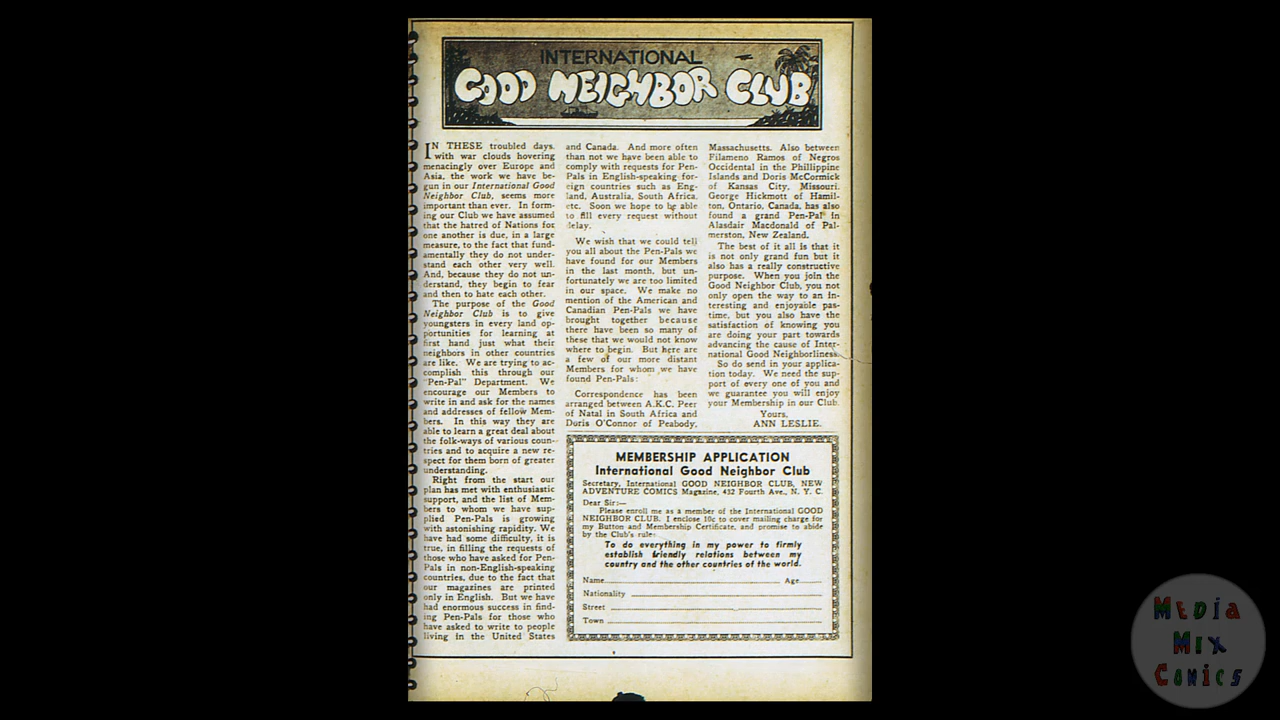 INTERNATIONAL
GOOD NEIGHBOR CLUB
IN THESE troubled days,
with war clouds hovering
menacingly over Europe and
Asia, the work we have be-
gun in our International Good
Neighbor Club, seems more
important than ever. In form-
ing our Club we have assumed
that the hatred of Nations for
one another is due, in a large
measure, to the fact that fund-
amentally they do not under-
stand each other very well.
And, because they do not un-
derstand, they begin to fear
and then to hate each other.
The purpose of the Good
Neighbor Club is to give
youngsters in every land op-
portunities for learning at
first hand just what their
neighbors in other countries
are like. We are trying to ac-
complish this through our
"Pen-Pal" Department. We
encourage our Members to
write in and ask for the names
and addresses of fellow Mem-
bers. In this way they are
able to learn a great deal about
the folk-ways of various coun-
tries and to acquire a new re-
spect for them born of greater
understanding.
Right from the start our
plan has met with enthusiastic
support, and the list of Mem-
bers to whom we have sup-
plied Pen-Pals is growing
with astonishing rapidity. We
have had some difficulty, it is
true, in filling the requests of
those who have asked for Pen-
Pals in non-English-speaking
countries, due to the fact that
our magazines are printed
only in English. But we have
had enormous success in find-
ing Pen-Pals for those who
have asked to write to people
living in the United States
and Canada. And more often
than not we have been able to
comply with requests for Pen-
Pals in English-speaking for-
eign countries such as Eng-
land, Australia, South Africa,
etc. Soon we hope to be able
to fill every request without
delay.
We wish that we could tell
you all about the Pen-Pals we
have found for our Members
in the last month, but un-
fortunately we are too limited
in our space. We make no
mention of the American and
Canadian Pen-Pals we have
brought together because
there have been so many of
these that we would not know
where to begin. But here are
a few of our more distant
Members for whom we have
found Pen-Pals:
Correspondence has been
arranged between A.K.C. Peer
of Natal in South Africa and
Doris O'Connor of Peabody,
Massachusetts. Also between
Filameno Ramos of Negros
Occidental in the Phillippine
Islands and Doris McCormick
of Kansas City, Missouri.
George Hickmott of Hamil-
ton, Ontario, Canada, has also
found a grand Pen-Pal in
Alasdair Macdonald of Pal-
merston, New Zealand.
The best of it all is that it
is not only grand fun but it
also has a really constructive
purpose. When you join the
Good Neighbor Club, you not
only open the way to an in-
teresting and enjoyable pas-
time, but you also have the
satisfaction of knowing you
are doing your part towards
advancing the cause of Inter-
national Good Neighborliness.
So do send in your applica-
tion today. We need the sup-
port of every one of you and
we guarantee you will enjoy
your Membership in our Club.
Yours,
ANN LESLIE.
MEMBERSHIP APPLICATION
International Good Neighbor Club
Secretary, International GOOD NEIGHBOR CLUB, NEW
ADVENTURE COMICS Magazine, 432 Fourth Ave., N. Y. C.
Dear Sir:—
Please enroll me as a member of the International GOOD
NEIGHBOR CLUB. I enclose 10c to cover mailing charge for
my Button and Membership Certificate, and promise to abide
by the Club's rule:
To do everything in my power to firmly
establish friendly relations between my
country and the other countries of the world.
Name Age
Nationality
Street
Town
MEDiA
MiX
COMiCS